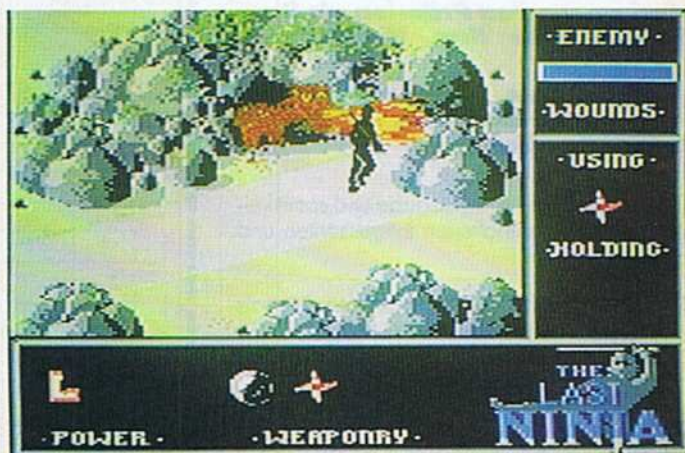 ·ENEMY·
·WOUNDS·
·USING·
·HOLDING·
·POWER· ·WEAPONRY·
THE
LAST
NINJA